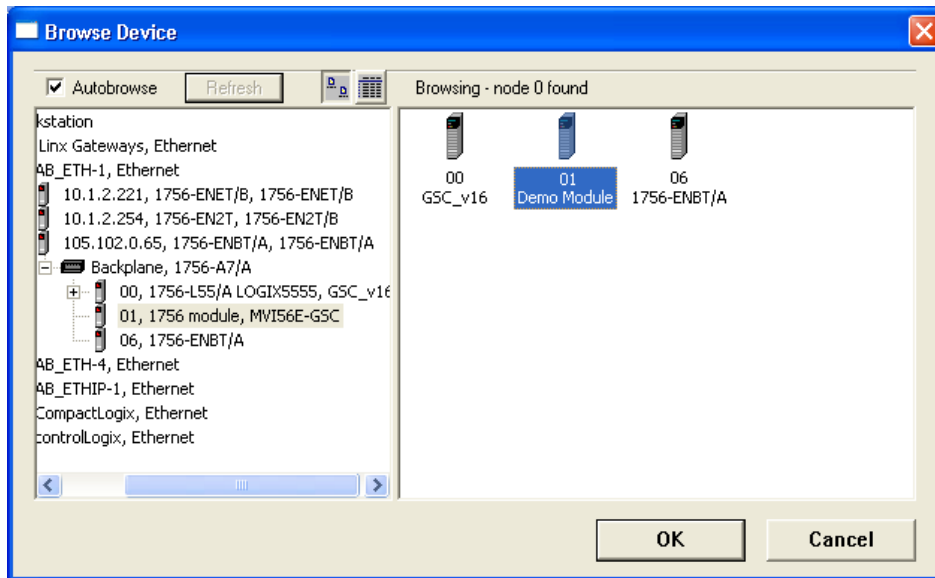 Browse Device
Autobrowse
Refresh
Browsing - node 0 found
kstation
Linx Gateways, Ethernet
AB_ETH-1, Ethernet
10.1.2.221, 1756-ENET/B, 1756-ENET/B
10.1.2.254, 1756-EN2T, 1756-EN2T/B
105.102.0.65, 1756-ENBT/A, 1756-ENBT/A
Backplane, 1756-A7/A
00, 1756-L55/A LOGIX5555, GSC_v16
01, 1756 module, MVI56E-GSC
06, 1756-ENBT/A
AB_ETH-4, Ethernet
AB_ETHIP-1, Ethernet
CompactLogix, Ethernet
controlLogix, Ethernet
00
GSC_v16
01
Demo Module
06
1756-ENBT/A
OK
Cancel